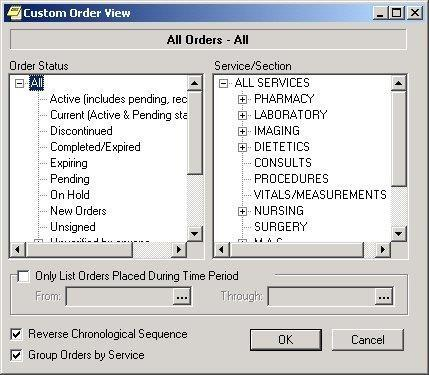 Custom Order View
All Orders - All
Order Status
Service/Section
All
Active (includes pending, rec
Current (Active & Pending sta
Discontinued
Completed/Expired
Expiring
Pending
On Hold
New Orders
Unsigned
Unverified by anyone
ALL SERVICES
PHARMACY
LABORATORY
IMAGING
DIETETICS
CONSULTS
PROCEDURES
VITALS/MEASUREMENTS
NURSING
SURGERY
M.A.S.
Only List Orders Placed During Time Period
From: ...
Through: ...
Reverse Chronological Sequence
Group Orders by Service
OK
Cancel